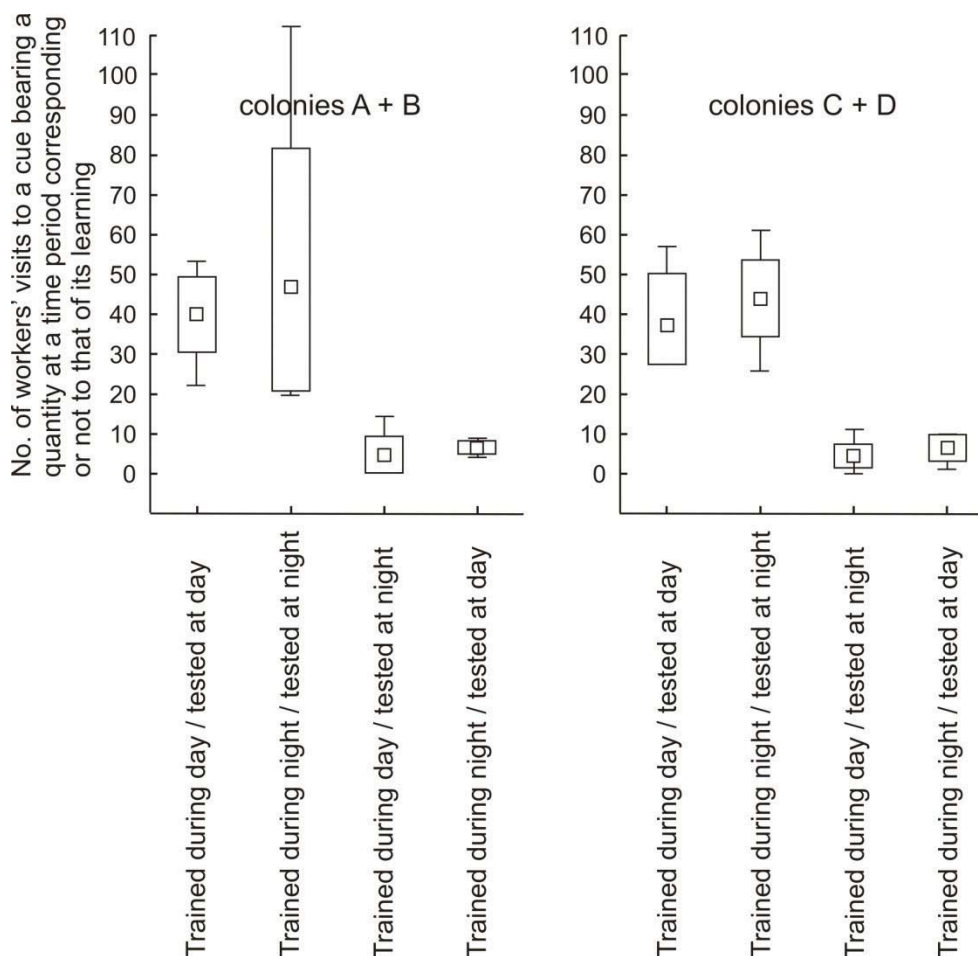 No. of workers' visits to a cue bearing a
quantity at a time period corresponding
or not to that of its learning
110
100
90
80
70
60
50
40
30
20
10
0
colonies A + B
Trained during day / tested at day
Trained during night / tested at night
Trained during day / tested at night
Trained during night / tested at day
110
100
90
80
70
60
50
40
30
20
10
0
colonies C + D
Trained during day / tested at day
Trained during night / tested at night
Trained during day / tested at night
Trained during night / tested at day